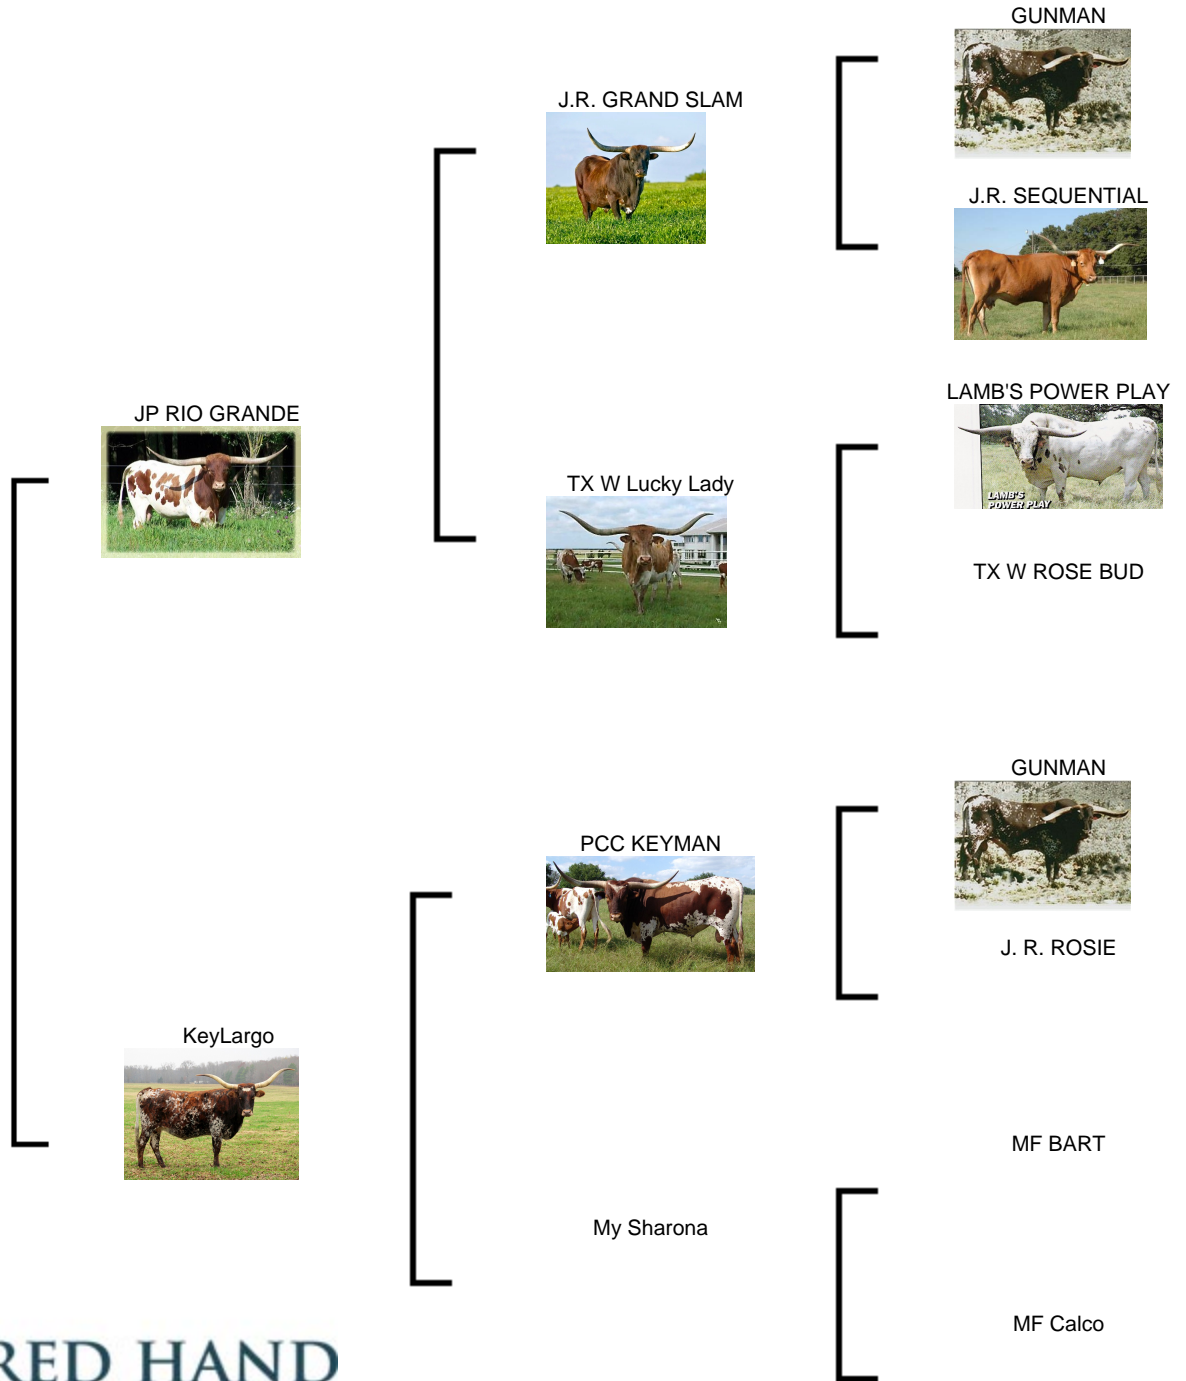 GUNMAN
J.R. GRAND SLAM
J.R. SEQUENTIAL
LAMB'S POWER PLAY
JP RIO GRANDE
TX W Lucky Lady
LAMB'S
POWER PLAY
TX W ROSE BUD
GUNMAN
PCC KEYMAN
J. R. ROSIE
KeyLargo
MF BART
My Sharona
MF Calco
RED HAND